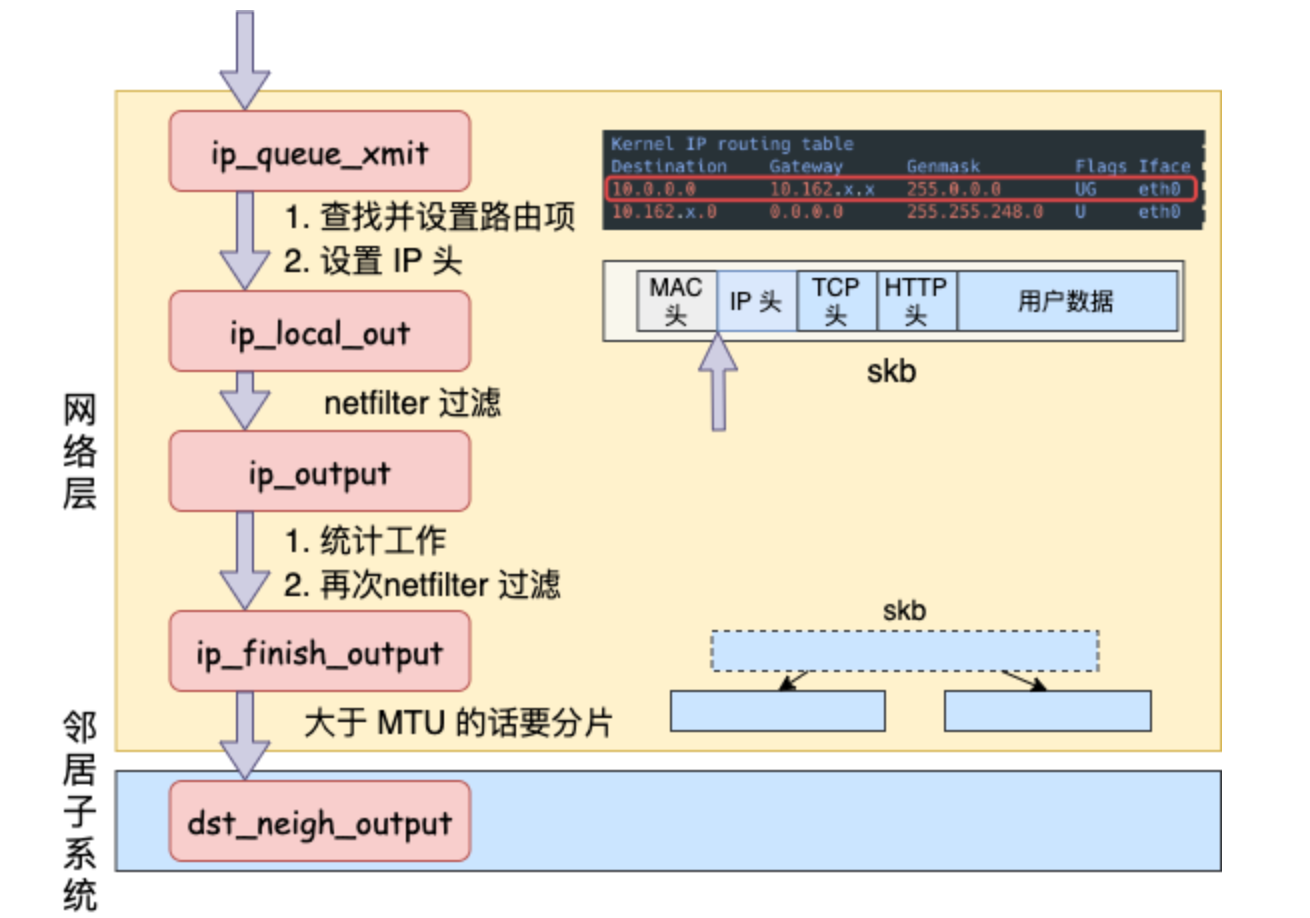 ip_queue_xmit
1. 查找并设置路由项
2. 设置 IP 头
Kernel IP routing table
Destination Gateway Genmask Flags Iface
10.0.0.0 10.162.x.x 255.0.0.0 UG eth0
10.162.x.0 0.0.0.0 255.255.248.0 U eth0
MAC
头
IP 头
TCP
头
HTTP
头
用户数据
skb
ip_local_out
netfilter 过滤
ip_output
1. 统计工作
2. 再次netfilter 过滤
ip_finish_output
大于 MTU 的话要分片
skb
网络层
dst_neigh_output
邻居子系统